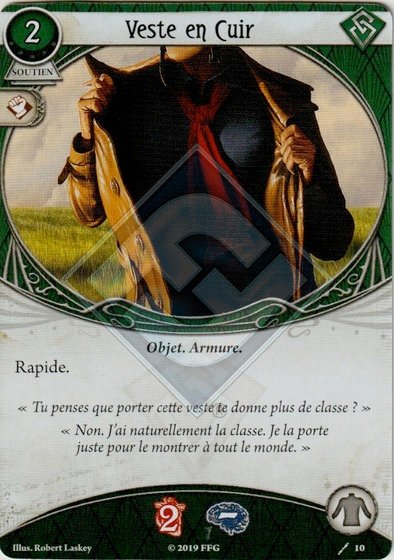 2
Veste en Cuir
SOUTIEN
Objet. Armure.
Rapide.
« Tu penses que porter cette veste te donne plus de classe ? »
« Non. J'ai naturellement la classe. Je la porte
juste pour le montrer à tout le monde. »
2
–
Illus. Robert Laskey
© 2019 FFG
10